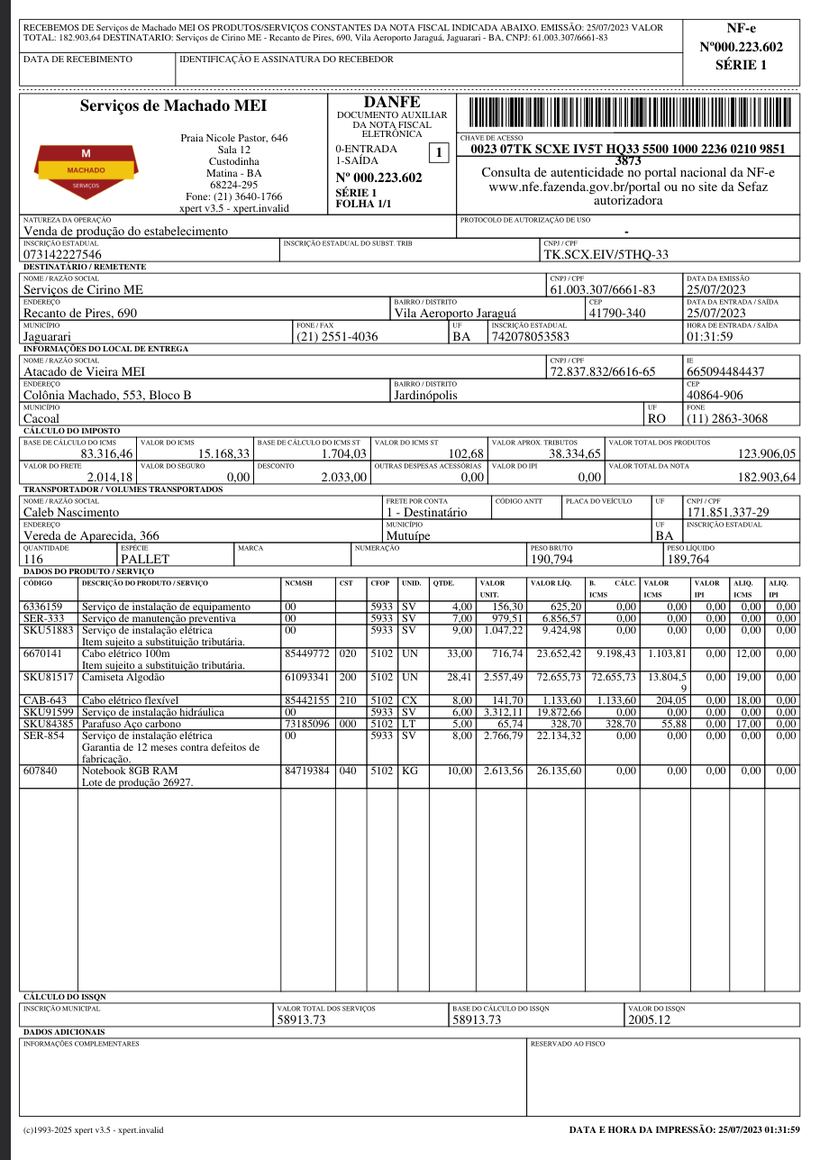 RECEBEMOS DE Serviços de Machado MEI OS PRODUTOS/SERVIÇOS CONSTANTES DA NOTA FISCAL INDICADA ABAIXO. EMISSÃO: 25/07/2023 VALOR
TOTAL: 182.903,64 DESTINATARIO: Serviços de Cirino ME - Recanto de Pires, 690, Vila Aeroporto Jaraguá, Jaguarari - BA, CNPJ: 61.003.307/6661-83
DATA DE RECEBIMENTO IDENTIFICAÇÃO E ASSINATURA DO RECEBEDOR
NF-e
Nº000.223.602
SÉRIE 1
Serviços de Machado MEI
M
MACHADO
SERVIÇOS
Praia Nicole Pastor, 646
Sala 12
Custodinha
Matina - BA
68224-295
Fone: (21) 3640-1766
xpert v3.5 - xpert.invalid
DANFE
DOCUMENTO AUXILIAR
DA NOTA FISCAL
ELETRÔNICA
0-ENTRADA
1-SAÍDA
1
Nº 000.223.602
SÉRIE 1
FOLHA 1/1
CHAVE DE ACESSO
0023 07TK SCXE IV5T HQ33 5500 1000 2236 0210 9851
3873
Consulta de autenticidade no portal nacional da NF-e
www.nfe.fazenda.gov.br/portal ou no site da Sefaz
autorizadora
NATUREZA DA OPERAÇÃO PROTOCOLO DE AUTORIZAÇÃO DE USO
Venda de produção do estabelecimento -
INSCRIÇÃO ESTADUAL INSCRIÇÃO ESTADUAL DO SUBST. TRIB CNPJ / CPF
073142227546 TK.SCX.EIV/5THQ-33
DESTINATÁRIO / REMETENTE
NOME / RAZÃO SOCIAL CNPJ / CPF DATA DA EMISSÃO
Serviços de Cirino ME 61.003.307/6661-83 25/07/2023
ENDEREÇO BAIRRO / DISTRITO CEP DATA DA ENTRADA / SAÍDA
Recanto de Pires, 690 Vila Aeroporto Jaraguá 41790-340 25/07/2023
MUNICÍPIO FONE / FAX UF INSCRIÇÃO ESTADUAL HORA DE ENTRADA / SAÍDA
Jaguarari (21) 2551-4036 BA 742078053583 01:31:59
INFORMAÇÕES DO LOCAL DE ENTREGA
NOME / RAZÃO SOCIAL CNPJ / CPF IE
Atacado de Vieira MEI 72.837.832/6616-65 665094484437
ENDEREÇO BAIRRO / DISTRITO CEP
Colônia Machado, 553, Bloco B Jardinópolis 40864-906
MUNICÍPIO UF FONE
Cacoal RO (11) 2863-3068
CÁLCULO DO IMPOSTO
BASE DE CÁLCULO DO ICMS VALOR DO ICMS BASE DE CÁLCULO DO ICMS ST VALOR DO ICMS ST VALOR APROX. TRIBUTOS VALOR TOTAL DOS PRODUTOS
83.316,46 15.168,33 1.704,03 102,68 38.334,65 123.906,05
VALOR DO FRETE VALOR DO SEGURO DESCONTO OUTRAS DESPESAS ACESSÓRIAS VALOR DO IPI VALOR TOTAL DA NOTA
2.014,18 0,00 2.033,00 0,00 0,00 182.903,64
TRANSPORTADOR / VOLUMES TRANSPORTADOS
NOME / RAZÃO SOCIAL FRETE POR CONTA CÓDIGO ANTT PLACA DO VEÍCULO UF CNPJ / CPF
Caleb Nascimento 1 - Destinatário 171.851.337-29
ENDEREÇO MUNICÍPIO UF INSCRIÇÃO ESTADUAL
Vereda de Aparecida, 366 Mutuípe BA
QUANTIDADE ESPÉCIE MARCA NUMERAÇÃO PESO BRUTO PESO LÍQUIDO
116 PALLET 190,794 189,764
DADOS DO PRODUTO / SERVIÇO
CÓDIGO DESCRIÇÃO DO PRODUTO / SERVIÇO NCM/SH CST CFOP UNID. QTDE. VALOR VALOR LÍQ. B. CÁLC. VALOR VALOR ALIQ. ALIQ.
UNIT. ICMS ICMS IPI ICMS IPI
6336159 Serviço de instalação de equipamento 00 5933 SV 4,00 156,30 625,20 0,00 0,00 0,00 0,00 0,00
SER-333 Serviço de manutenção preventiva 00 5933 SV 7,00 979,51 6.856,57 0,00 0,00 0,00 0,00 0,00
SKU51883 Serviço de instalação elétrica 00 5933 SV 9,00 1.047,22 9.424,98 0,00 0,00 0,00 0,00 0,00
Item sujeito a substituição tributária.
6670141 Cabo elétrico 100m 85449772 020 5102 UN 33,00 716,74 23.652,42 9.198,43 1.103,81 0,00 12,00 0,00
Item sujeito a substituição tributária.
SKU81517 Camiseta Algodão 61093341 200 5102 UN 28,41 2.557,49 72.655,73 72.655,73 13.804,5 0,00 19,00 0,00
9
CAB-643 Cabo elétrico flexível 85442155 210 5102 CX 8,00 141,70 1.133,60 1.133,60 204,05 0,00 18,00 0,00
SKU91599 Serviço de instalação hidráulica 00 5933 SV 6,00 3.312,11 19.872,66 0,00 0,00 0,00 0,00 0,00
SKU84385 Parafuso Aço carbono 73185096 000 5102 LT 5,00 65,74 328,70 328,70 55,88 0,00 17,00 0,00
SER-854 Serviço de instalação elétrica 00 5933 SV 8,00 2.766,79 22.134,32 0,00 0,00 0,00 0,00 0,00
Garantia de 12 meses contra defeitos de
fabricação.
607840 Notebook 8GB RAM 84719384 040 5102 KG 10,00 2.613,56 26.135,60 0,00 0,00 0,00 0,00 0,00
Lote de produção 26927.
CÁLCULO DO ISSQN
INSCRIÇÃO MUNICIPAL VALOR TOTAL DOS SERVIÇOS BASE DO CÁLCULO DO ISSQN VALOR DO ISSQN
58913.73 58913.73 2005.12
DADOS ADICIONAIS
INFORMAÇÕES COMPLEMENTARES RESERVADO AO FISCO
(c)1993-2025 xpert v3.5 - xpert.invalid DATA E HORA DA IMPRESSÃO: 25/07/2023 01:31:59